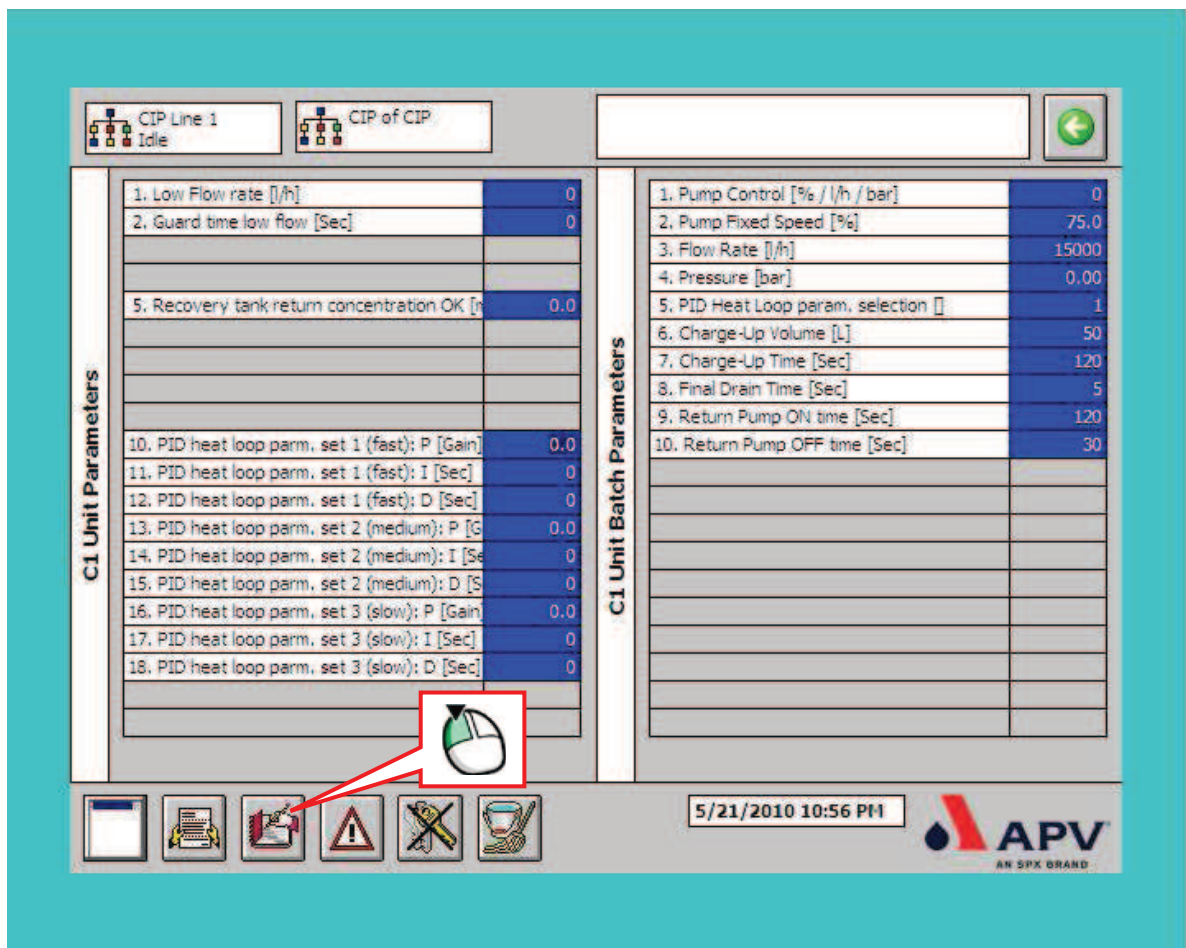 CIP Line 1
Idle
CIP of CIP
C1 Unit Parameters
1. Low Flow rate [l/h] 0
2. Guard time low flow [Sec] 0
5. Recovery tank return concentration OK [m 0.0
10. PID heat loop parm. set 1 (fast): P [Gain] 0.0
11. PID heat loop parm. set 1 (fast): I [Sec] 0
12. PID heat loop parm. set 1 (fast): D [Sec] 0
13. PID heat loop parm. set 2 (medium): P [G 0.0
14. PID heat loop parm. set 2 (medium): I [Se 0
15. PID heat loop parm. set 2 (medium): D [S 0
16. PID heat loop parm. set 3 (slow): P [Gain] 0.0
17. PID heat loop parm. set 3 (slow): I [Sec] 0
18. PID heat loop parm. set 3 (slow): D [Sec] 0
C1 Unit Batch Parameters
1. Pump Control [% / l/h / bar] 0
2. Pump Fixed Speed [%] 75.0
3. Flow Rate [l/h] 15000
4. Pressure [bar] 0.00
5. PID Heat Loop param. selection [] 1
6. Charge-Up Volume [L] 50
7. Charge-Up Time [Sec] 120
8. Final Drain Time [Sec] 5
9. Return Pump ON time [Sec] 120
10. Return Pump OFF time [Sec] 30
5/21/2010 10:56 PM
APV
AN SPX BRAND